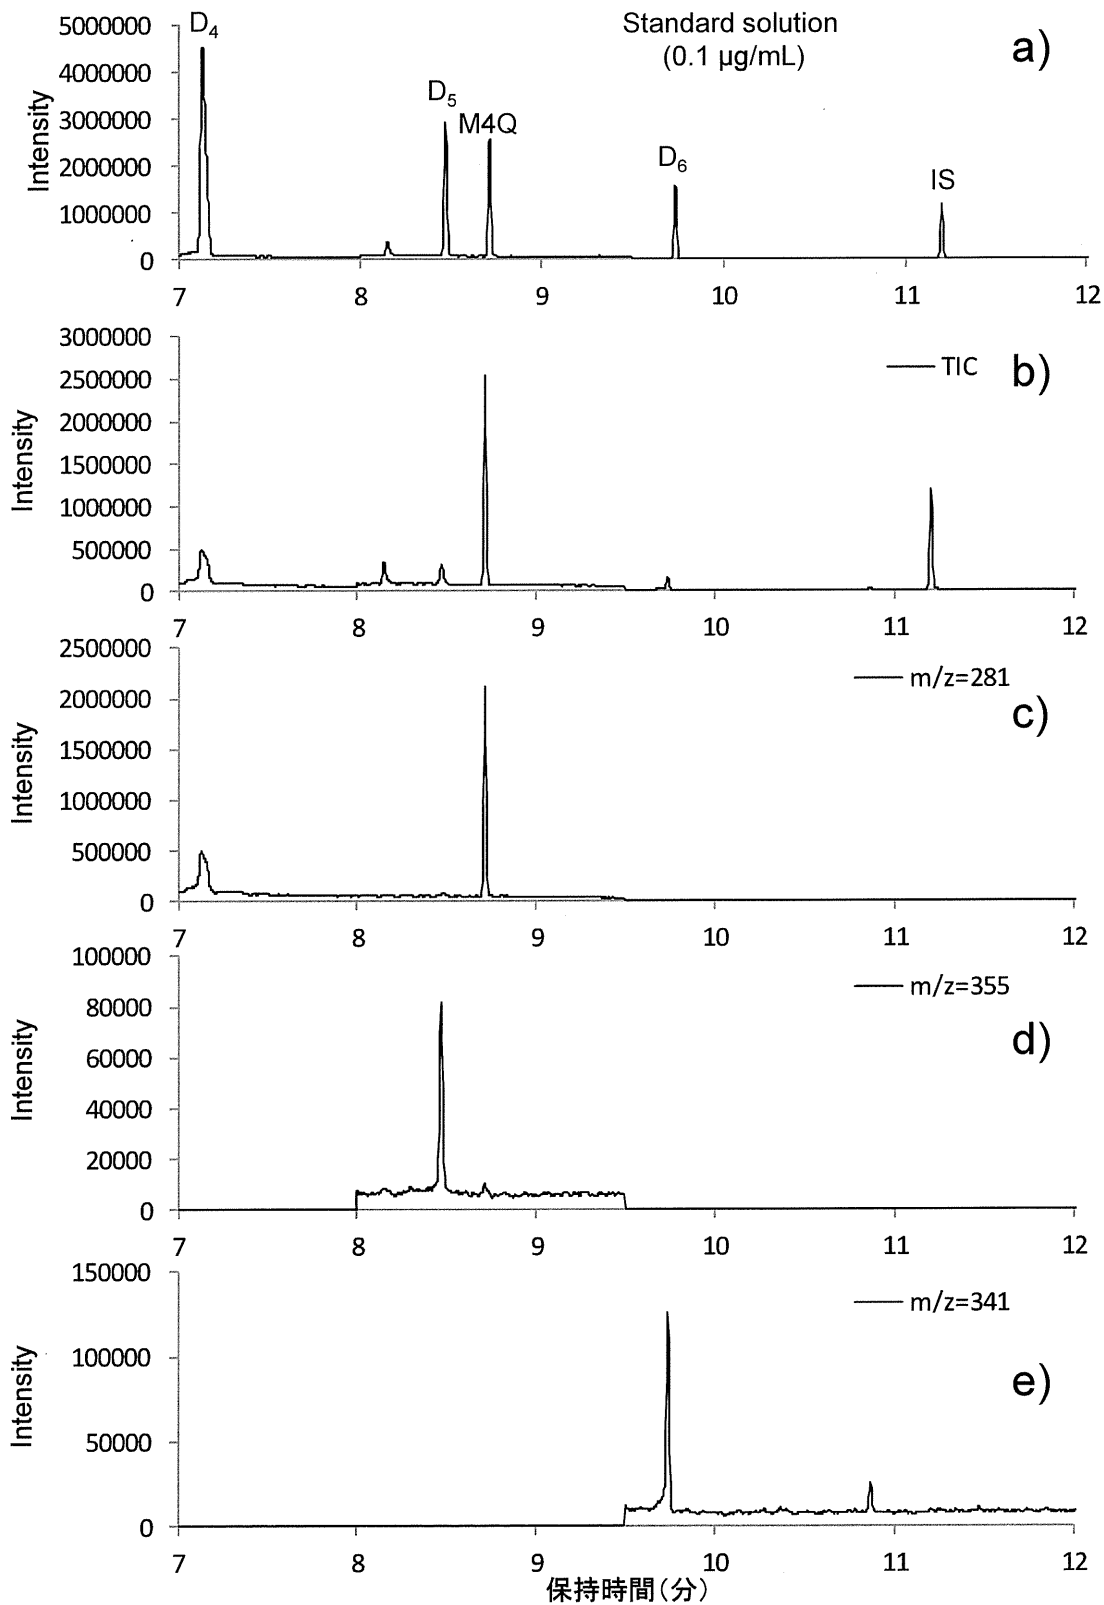 5000000
4000000
3000000
2000000
1000000
0
Intensity
D4
D5
M4Q
D6
IS
Standard solution
(0.1 µg/mL)
a)
7 8 9 10 11 12
3000000
2500000
2000000
1500000
1000000
500000
0
Intensity
TIC
b)
7 8 9 10 11 12
2500000
2000000
1500000
1000000
500000
0
Intensity
m/z=281
c)
7 8 9 10 11 12
100000
80000
60000
40000
20000
0
Intensity
m/z=355
d)
7 8 9 10 11 12
150000
100000
50000
0
Intensity
m/z=341
e)
7 8 9 10 11 12
保持時間(分)